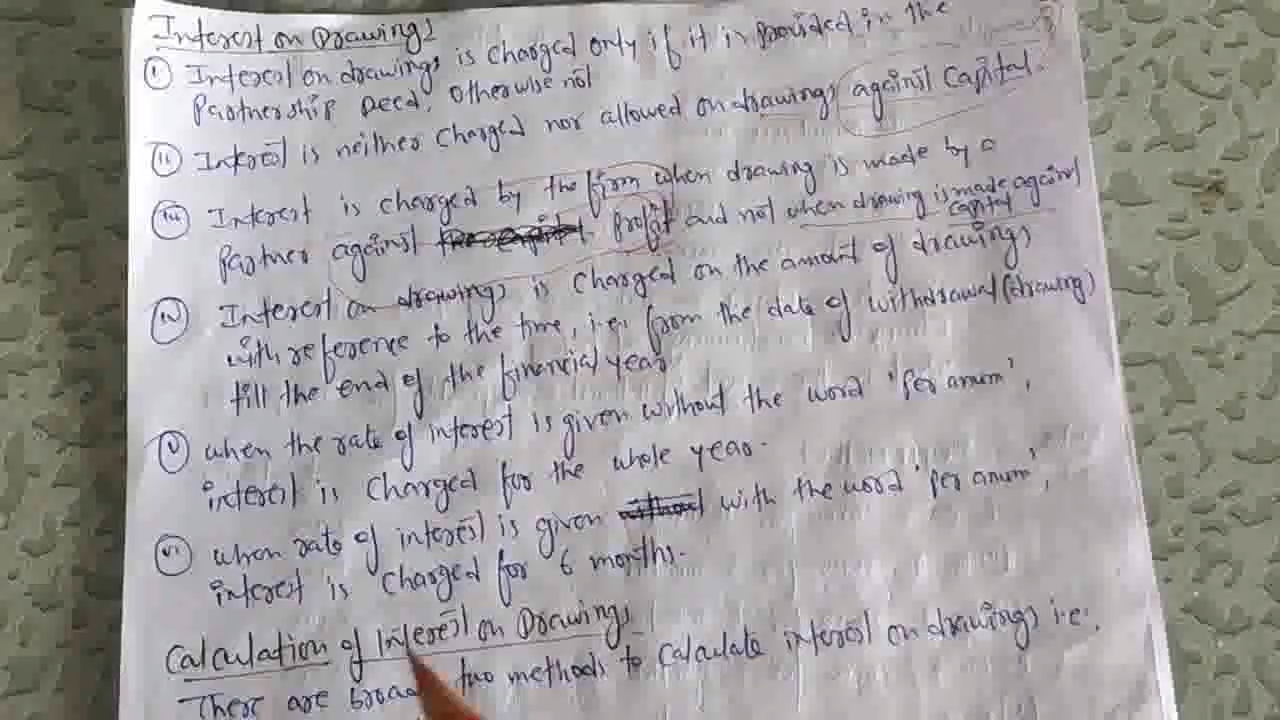 Interest on Drawings
(i) Interest on drawings is charged only if it is provided in the
Partnership Deed, otherwise not
(ii) Interest is neither charged nor allowed on drawings against Capital.
(iii) Interest is charged by the firm when drawing is made by a
Partner against profit and not when drawing is made against
capital
(iv) Interest on drawings is charged on the amount of drawings
with reference to the time, i.e. from the date of withdrawal (drawing)
till the end of the financial year
(v) when the rate of interest is given without the word 'per anum',
interest is charged for the whole year.
(vi) when rate of interest is given with the word 'per anum',
interest is charged for 6 months.
Calculation of Interest on Drawings
There are two methods to calculate interest on drawings i.e.